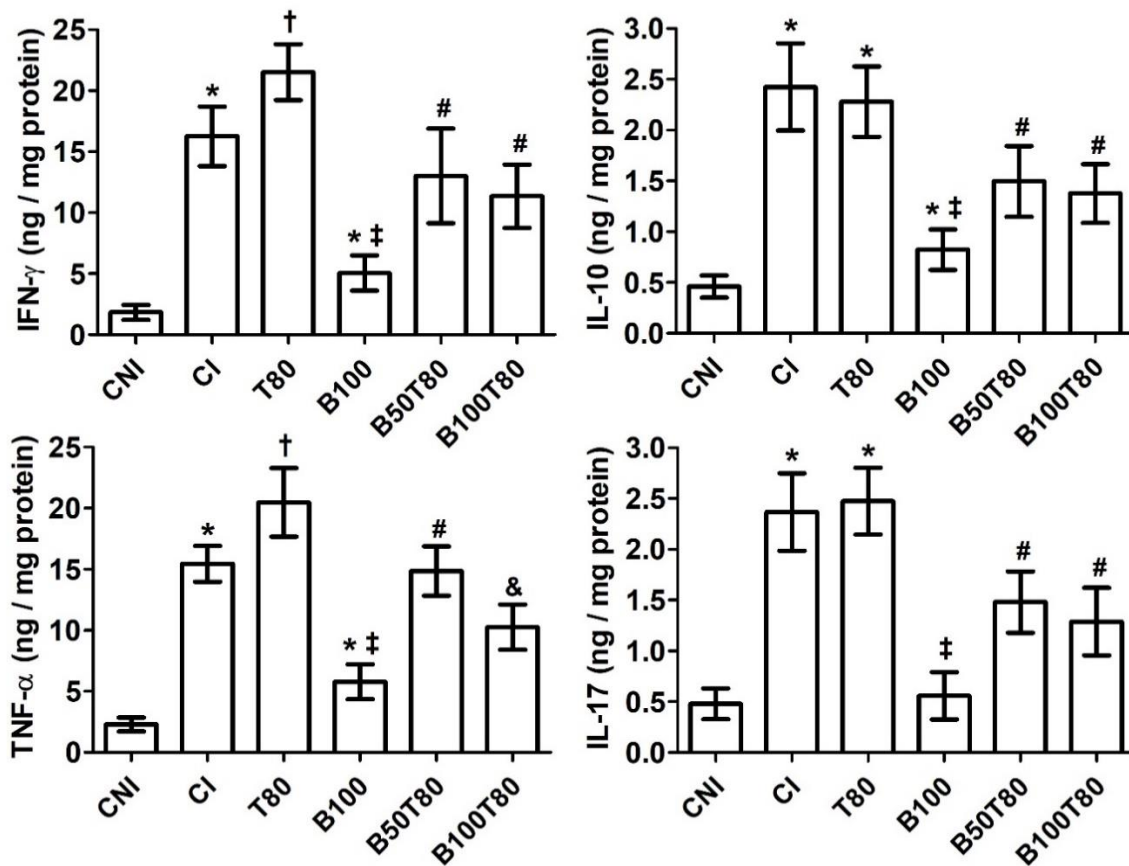 IFN-γ (ng / mg protein)
25
20
15
10
5
0
*
†
* ‡
#
#
CNI
CI
T80
B100
B50T80
B100T80
IL-10 (ng / mg protein)
3.0
2.5
2.0
1.5
1.0
0.5
0.0
*
*
* ‡
#
#
CNI
CI
T80
B100
B50T80
B100T80
TNF-α (ng / mg protein)
25
20
15
10
5
0
*
†
* ‡
#
&
CNI
CI
T80
B100
B50T80
B100T80
IL-17 (ng / mg protein)
3.0
2.5
2.0
1.5
1.0
0.5
0.0
*
*
‡
#
#
CNI
CI
T80
B100
B50T80
B100T80